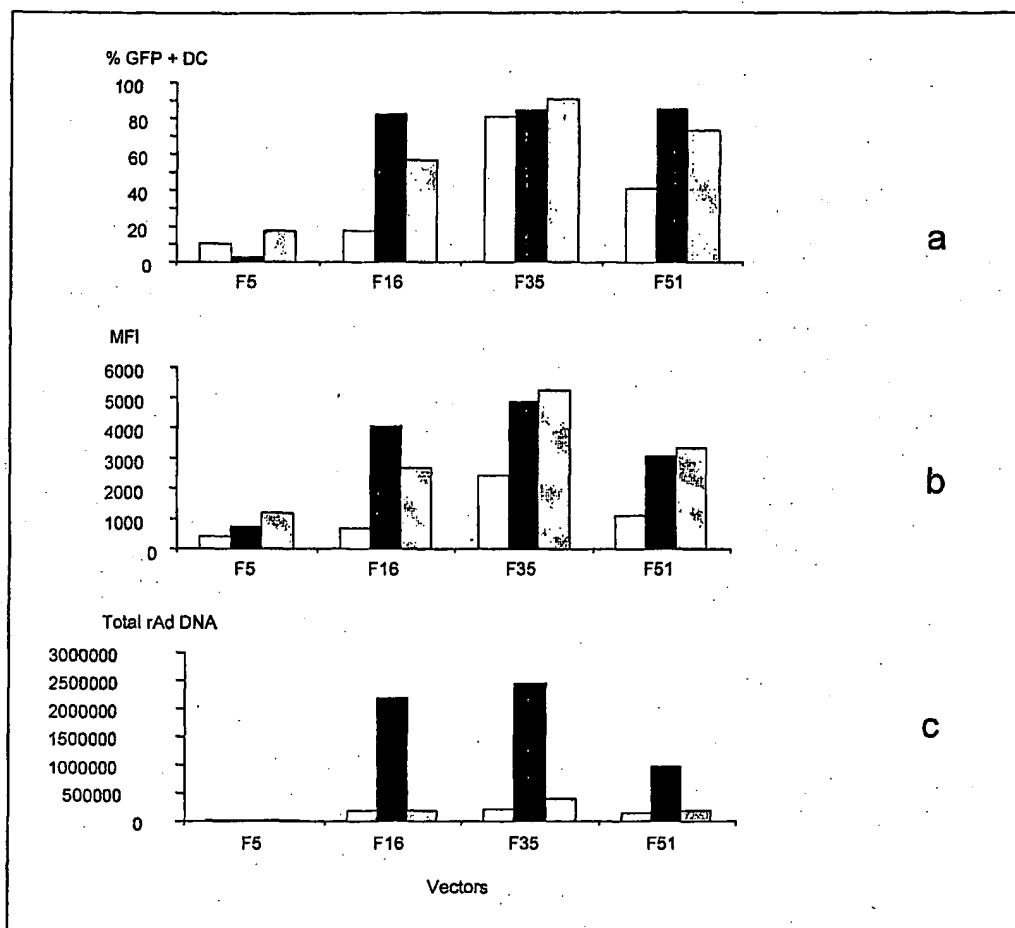 % GFP + DC
100
80
60
40
20
0
F5 F16 F35 F51
a
MFI
6000
5000
4000
3000
2000
1000
0
F5 F16 F35 F51
b
Total rAd DNA
3000000
2500000
2000000
1500000
1000000
500000
0
F5 F16 F35 F51
c
Vectors